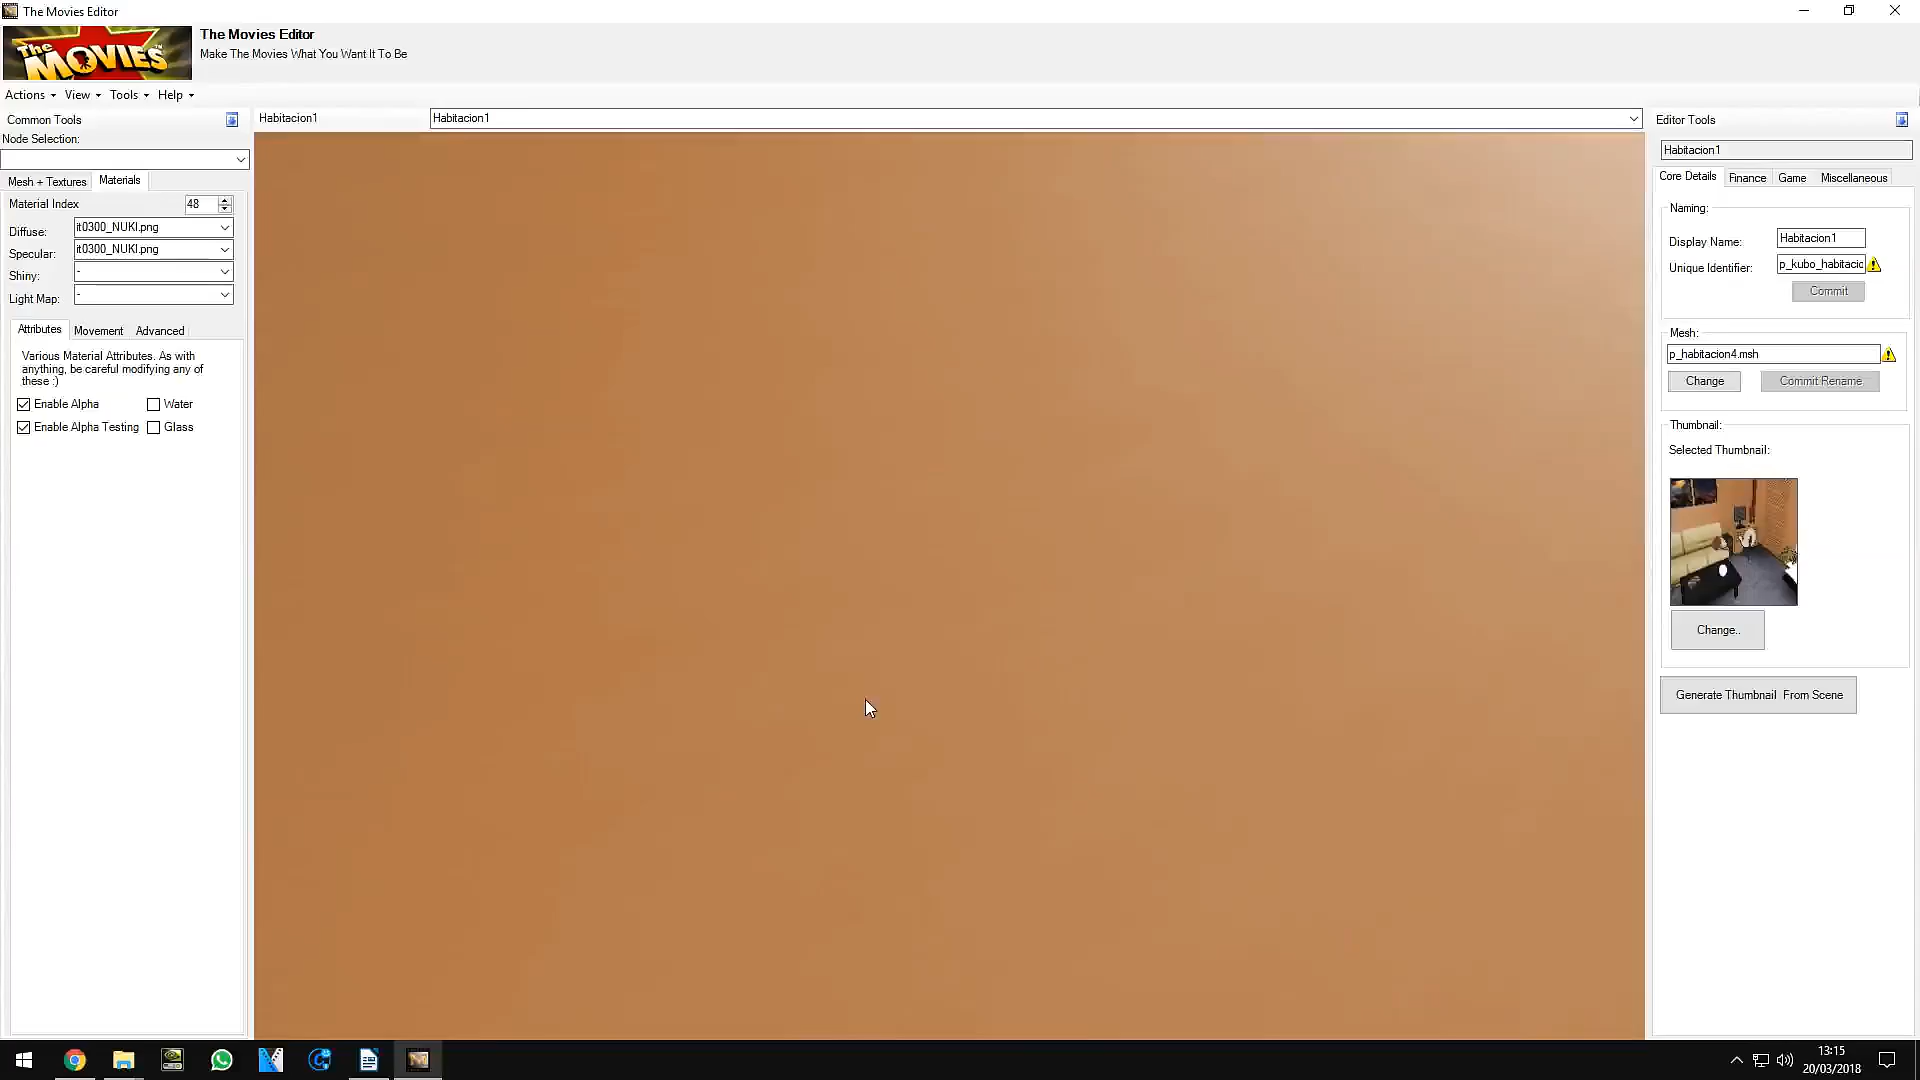 The Movies Editor
THE MOVIES
The Movies Editor
Make The Movies What You Want It To Be
Actions View Tools Help
Common Tools
Node Selection:
Mesh + Textures Materials
Material Index 48
Diffuse: it0300_NUKI.png
Specular: it0300_NUKI.png
Shiny: -
Light Map: -
Attributes Movement Advanced
Various Material Attributes. As with
anything, be careful modifying any of
these :)
Enable Alpha Water
Enable Alpha Testing Glass
Habitacion1 Habitacion1
Editor Tools
Habitacion1
Core Details Finance Game Miscellaneous
Naming:
Display Name: Habitacion1
Unique Identifier: p_kubo_habitacio
Commit
Mesh:
p_habitacion4.msh
Change Commit Rename
Thumbnail:
Selected Thumbnail:
Change..
Generate Thumbnail From Scene
13:15
20/03/2018